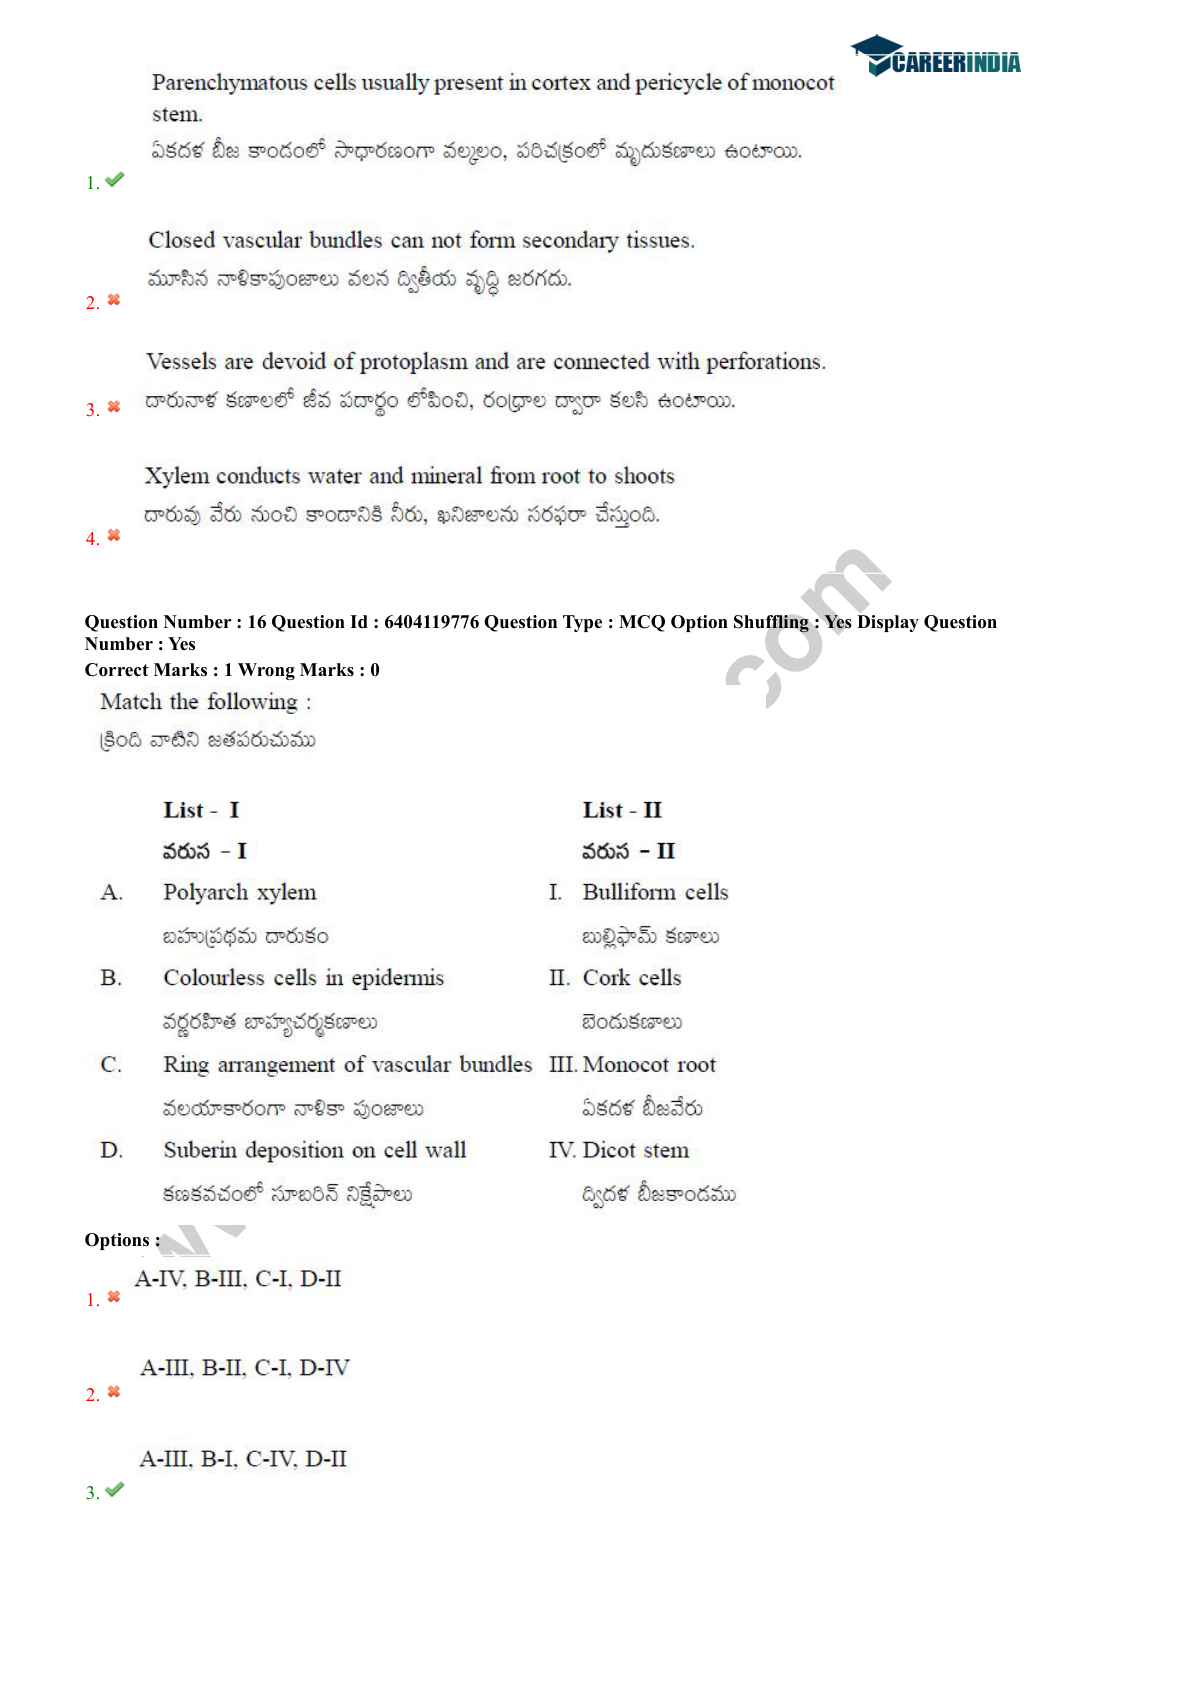 CAREERINDIA
Parenchymatous cells usually present in cortex and pericycle of monocot
stem.
ఏకదళ బీజ కాండంలో సాధారణంగా వల్కలం, పరిచక్రంలో మృదుకణాలు ఉంటాయి.
1.
Closed vascular bundles can not form secondary tissues.
మూసిన నాళికాపుంజాలు వలన ద్వితీయ వృద్ధి జరగదు.
2.
Vessels are devoid of protoplasm and are connected with perforations.
దారునాళ కణాలలో జీవ పదార్థం లోపించి, రంధ్రాల ద్వారా కలసి ఉంటాయి.
3.
Xylem conducts water and mineral from root to shoots
దారువు వేరు నుంచి కాండానికి నీరు, ఖనిజాలను సరఫరా చేస్తుంది.
4.
Question Number : 16 Question Id : 6404119776 Question Type : MCQ Option Shuffling : Yes Display Question
Number : Yes
Correct Marks : 1 Wrong Marks : 0
Match the following :
క్రింది వాటిని జతపరుచుము
List - I List - II
వరుస - I వరుస - II
A. Polyarch xylem I. Bulliform cells
బహుప్రథమ దారుకం బుల్లిఫామ్ కణాలు
B. Colourless cells in epidermis II. Cork cells
వర్ణరహిత బాహ్యచర్మకణాలు బెండుకణాలు
C. Ring arrangement of vascular bundles III. Monocot root
వలయాకారంగా నాళికా పుంజాలు ఏకదళ బీజవేరు
D. Suberin deposition on cell wall IV. Dicot stem
కణకవచంలో సూబరిన్ నిక్షేపాలు ద్విదళ బీజకాండము
Options :
A-IV, B-III, C-I, D-II
1.
A-III, B-II, C-I, D-IV
2.
A-III, B-I, C-IV, D-II
3.
com